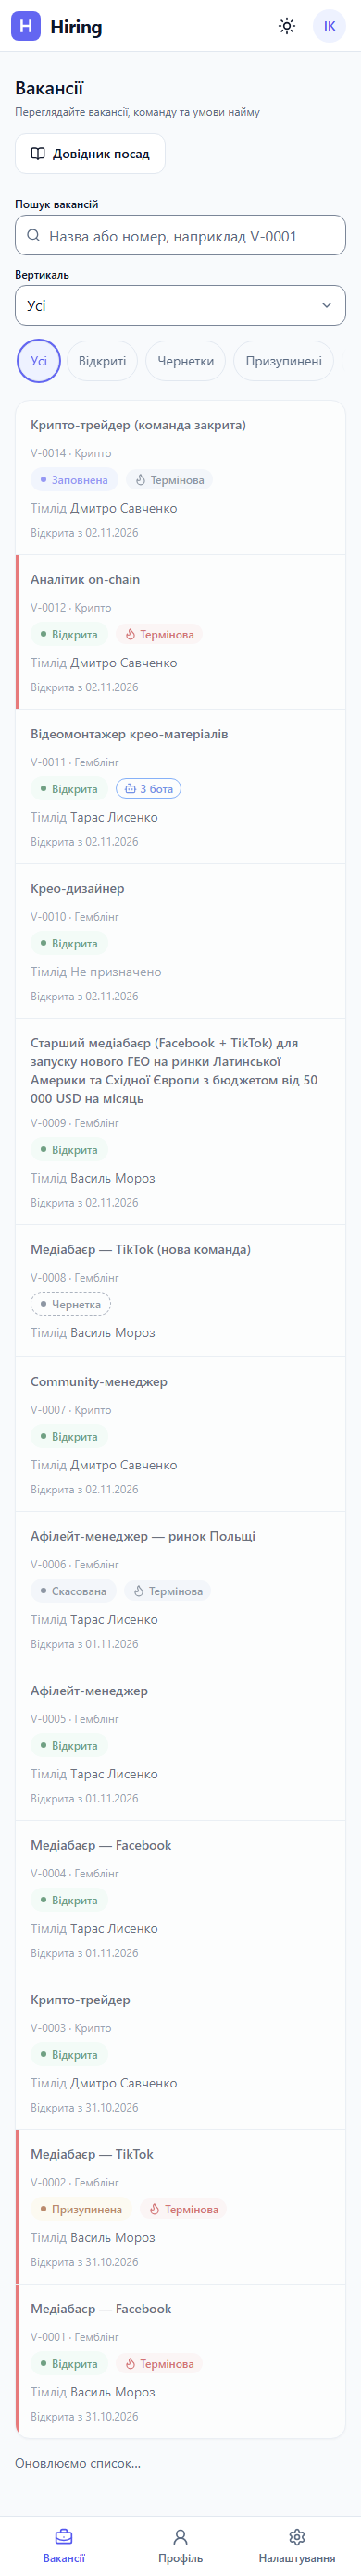 H Hiring
ІК
Вакансії
Переглядайте вакансії, команду та умови найму
Довідник посад
Пошук вакансій
Назва або номер, наприклад V-0001
Вертикаль
Усі
Усі Відкриті Чернетки Призупинені
Крипто-трейдер (команда закрита)
V-0014 · Крипто
Заповнена Термінова
Тімлід Дмитро Савченко
Відкрита з 02.11.2026
Аналітик on-chain
V-0012 · Крипто
Відкрита Термінова
Тімлід Дмитро Савченко
Відкрита з 02.11.2026
Відеомонтажер крео-матеріалів
V-0011 · Гемблінг
Відкрита З бота
Тімлід Тарас Лисенко
Відкрита з 02.11.2026
Крео-дизайнер
V-0010 · Гемблінг
Відкрита
Тімлід Не призначено
Відкрита з 02.11.2026
Старший медіабаєр (Facebook + TikTok) для
запуску нового ГЕО на ринки Латинської
Америки та Східної Європи з бюджетом від 50
000 USD на місяць
V-0009 · Гемблінг
Відкрита
Тімлід Василь Мороз
Відкрита з 02.11.2026
Медіабаєр — TikTok (нова команда)
V-0008 · Гемблінг
Чернетка
Тімлід Василь Мороз
Community-менеджер
V-0007 · Крипто
Відкрита
Тімлід Дмитро Савченко
Відкрита з 02.11.2026
Афілейт-менеджер — ринок Польщі
V-0006 · Гемблінг
Скасована Термінова
Тімлід Тарас Лисенко
Відкрита з 01.11.2026
Афілейт-менеджер
V-0005 · Гемблінг
Відкрита
Тімлід Тарас Лисенко
Відкрита з 01.11.2026
Медіабаєр — Facebook
V-0004 · Гемблінг
Відкрита
Тімлід Тарас Лисенко
Відкрита з 01.11.2026
Крипто-трейдер
V-0003 · Крипто
Відкрита
Тімлід Дмитро Савченко
Відкрита з 31.10.2026
Медіабаєр — TikTok
V-0002 · Гемблінг
Призупинена Термінова
Тімлід Василь Мороз
Відкрита з 31.10.2026
Медіабаєр — Facebook
V-0001 · Гемблінг
Відкрита Термінова
Тімлід Василь Мороз
Відкрита з 31.10.2026
Оновлюємо список...
Вакансії Профіль Налаштування